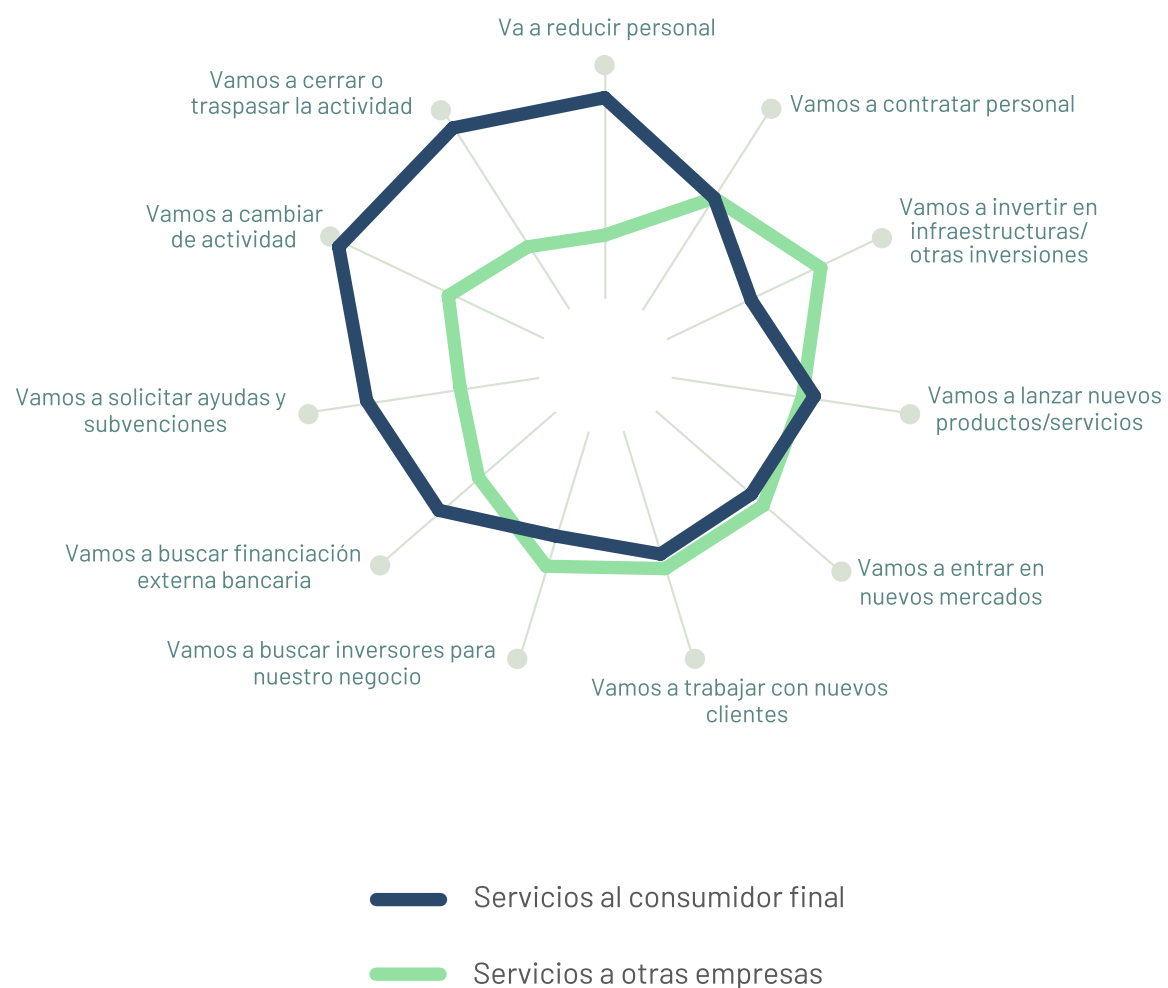 Va a reducir personal
Vamos a contratar personal
Vamos a invertir en
infraestructuras/
otras inversiones
Vamos a lanzar nuevos
productos/servicios
Vamos a entrar en
nuevos mercados
Vamos a trabajar con nuevos
clientes
Vamos a buscar inversores para
nuestro negocio
Vamos a buscar financiación
externa bancaria
Vamos a solicitar ayudas y
subvenciones
Vamos a cambiar
de actividad
Vamos a cerrar o
traspasar la actividad
Servicios al consumidor final
Servicios a otras empresas